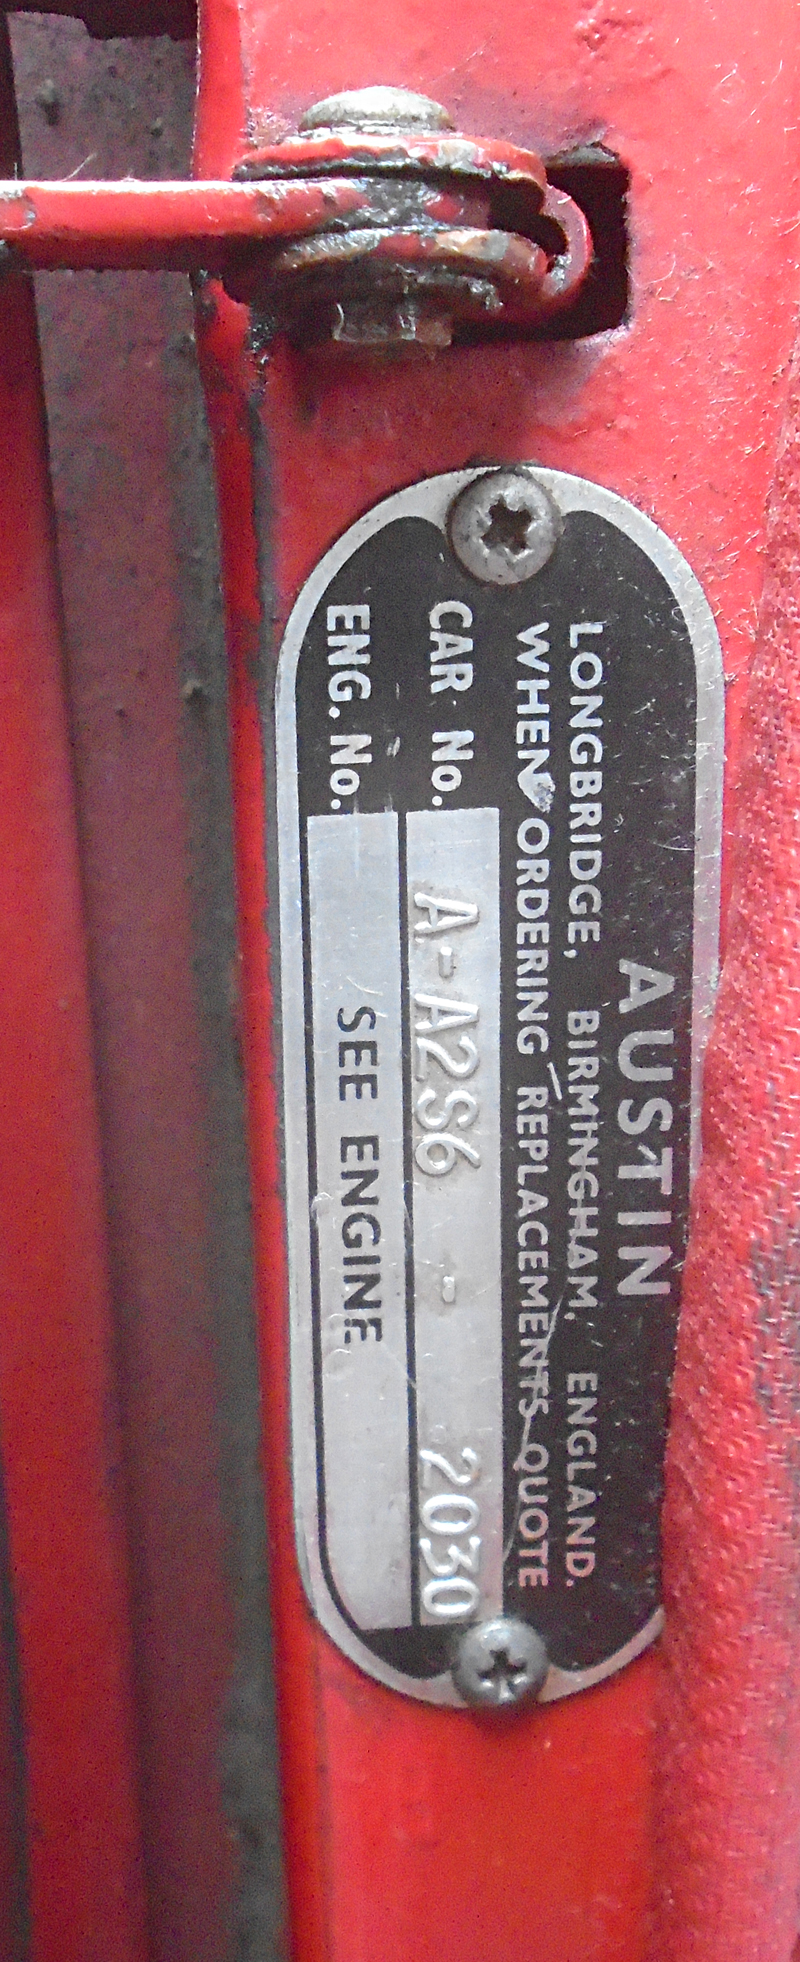 AUSTIN
LONGBRIDGE, BIRMINGHAM, ENGLAND.
WHEN ORDERING REPLACEMENTS QUOTE
CAR No. A-A2S6 - 2030
ENG. No. SEE ENGINE